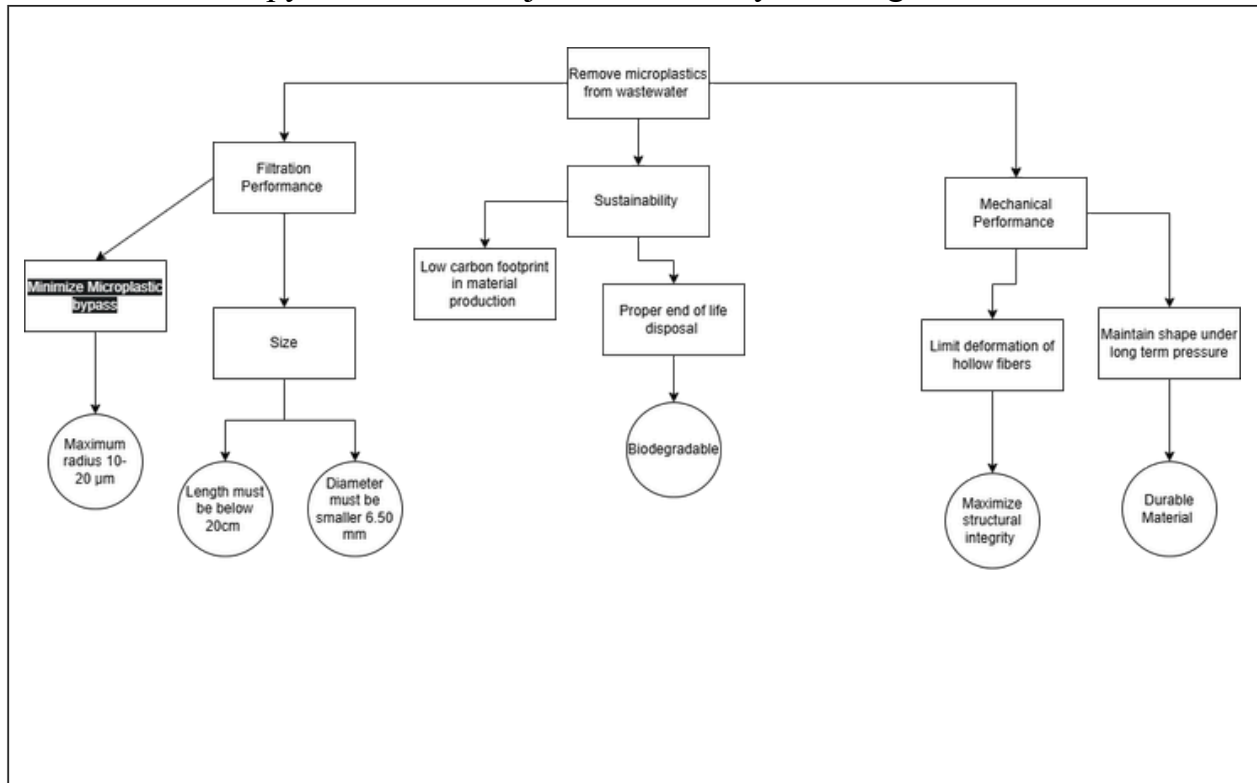 Remove microplastics
from wastewater
Filtration
Performance
Sustainability
Mechanical
Performance
Minimize Microplastic
bypass
Size
Low carbon footprint
in material
production
Proper end of life
disposal
Limit deformation of
hollow fibers
Maintain shape under
long term pressure
Maximum
radius 10-
20 μm
Length must
be below
20cm
Diameter
must be
smaller 6.50
mm
Biodegradable
Maximize
structural
integrity
Durable
Material